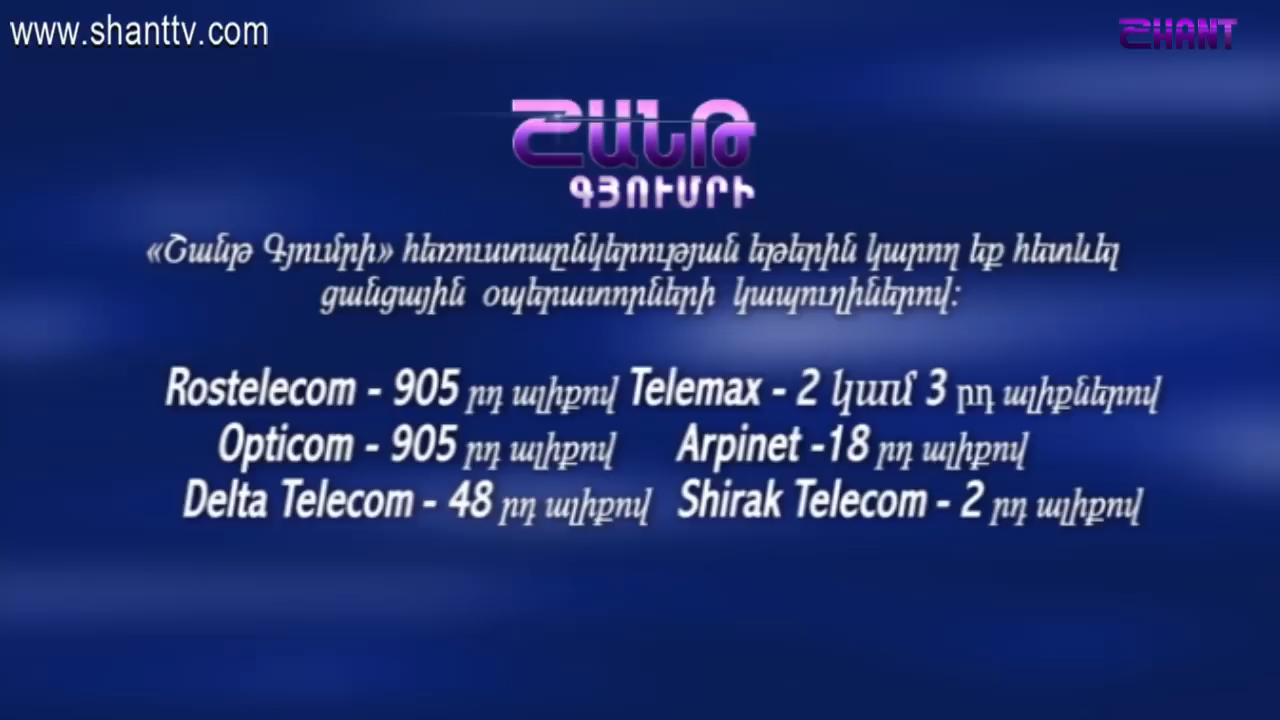 www.shanttv.com
SHANT
ՇԱՆԹ
ԳՅՈՒՄՐԻ
«Շանթ Գյումրի» հեռուստաընկերության եթերին կարող եք հետևել
ցանցային օպերատորների կապուղիներով:
Rostelecom - 905 րդ ալիքով Telemax - 2 կամ 3 րդ ալիքներով
Opticom - 905 րդ ալիքով Arpinet -18 րդ ալիքով
Delta Telecom - 48 րդ ալիքով Shirak Telecom - 2 րդ ալիքով